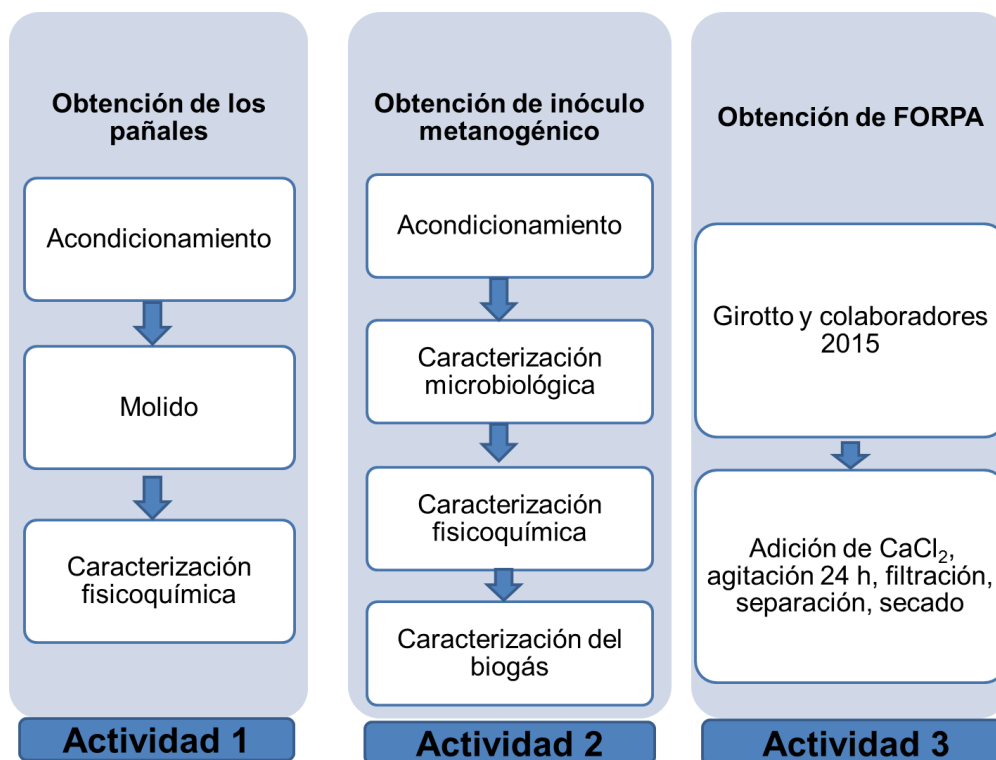 Obtención de los
pañales
Acondicionamiento
Molido
Caracterización
fisicoquímica
Actividad 1
Obtención de inóculo
metanogénico
Acondicionamiento
Caracterización
microbiológica
Caracterización
fisicoquímica
Caracterización del
biogás
Actividad 2
Obtención de FORPA
Girotto y colaboradores
2015
Adición de CaCl₂,
agitación 24 h, filtración,
separación, secado
Actividad 3